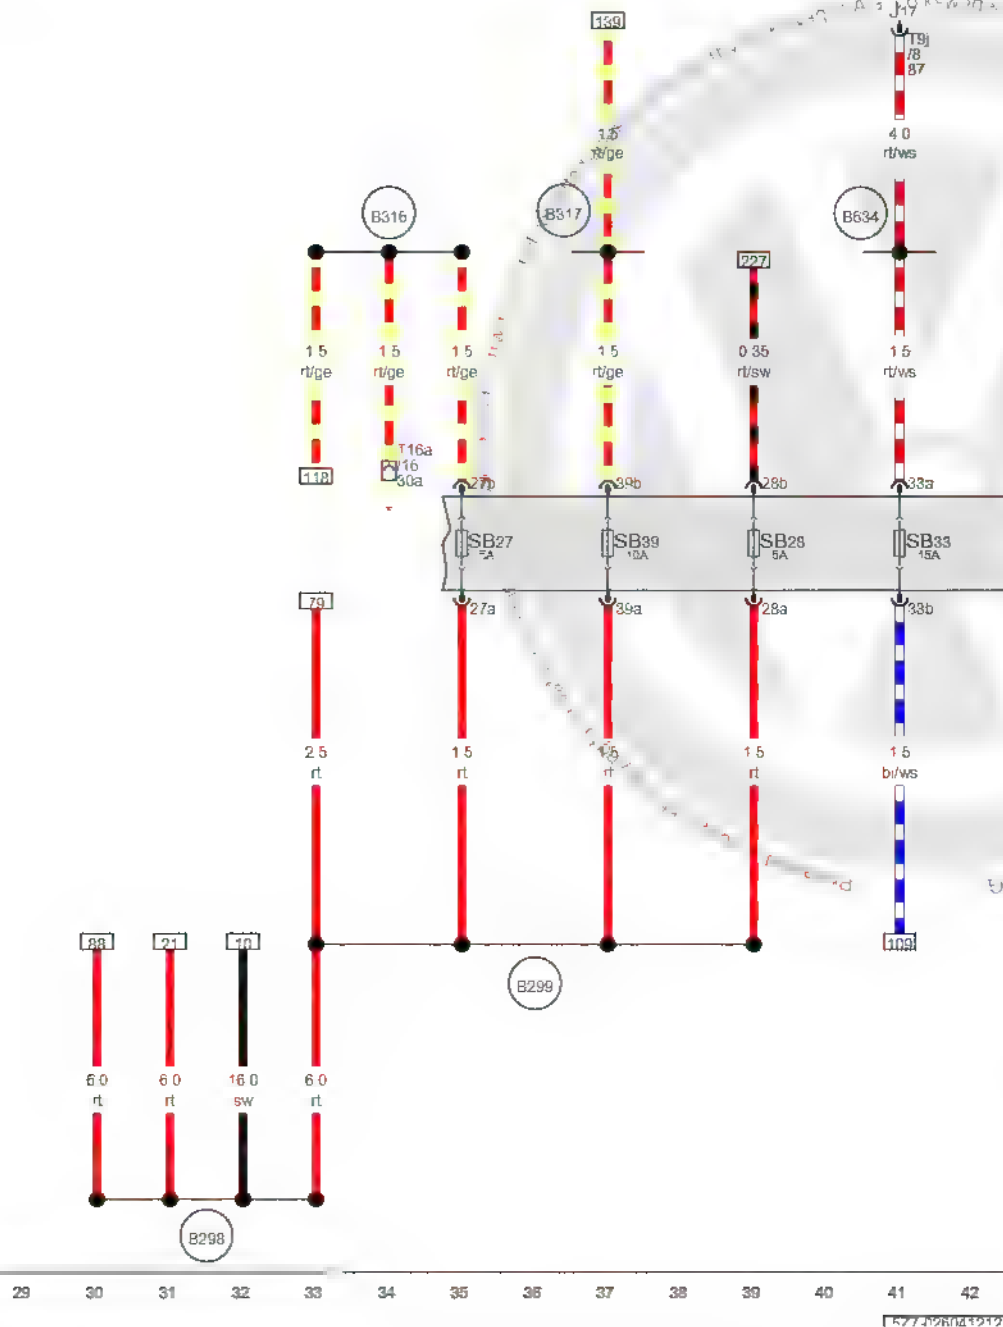 139
J17
T9j
/8
87
1.5
rt/ge
4.0
rt/ws
B316
B317
B634
227
1.5
rt/ge
1.5
rt/ge
1.5
rt/ge
1.5
rt/ge
0.35
rt/sw
1.5
rt/ws
118
T16a
/16
30a
27b
39b
28b
33a
SB27
5A
SB39
10A
SB28
5A
SB33
15A
79
27a
39a
28a
33b
2.5
rt
1.5
rt
1.5
rt
1.5
rt
1.5
bl/ws
88
21
10
109
B299
6.0
rt
6.0
rt
16.0
sw
6.0
rt
B298
29 30 31 32 33 34 35 36 37 38 39 40 41 42